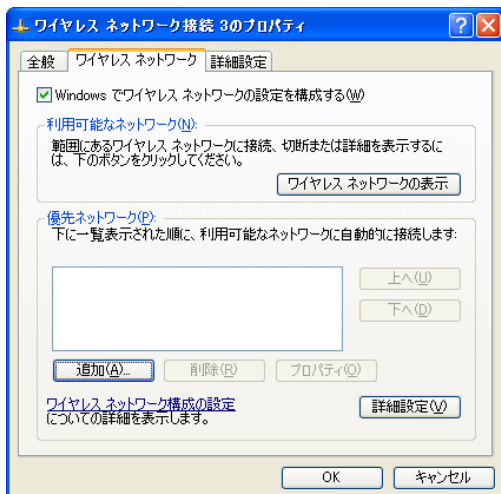 ワイヤレス ネットワーク接続 3のプロパティ
全般 ワイヤレス ネットワーク 詳細設定
Windows でワイヤレス ネットワークの設定を構成する(W)
利用可能なネットワーク(N):
範囲にあるワイヤレス ネットワークに接続、切断または詳細を表示するに
は、下のボタンをクリックしてください。
ワイヤレス ネットワークの表示
優先ネットワーク(P):
下に一覧表示された順に、利用可能なネットワークに自動的に接続します:
上へ(U)
下へ(D)
追加(A)... 削除(R) プロパティ(O)
ワイヤレス ネットワーク構成の設定
についての詳細を表示します。
詳細設定(V)
OK キャンセル